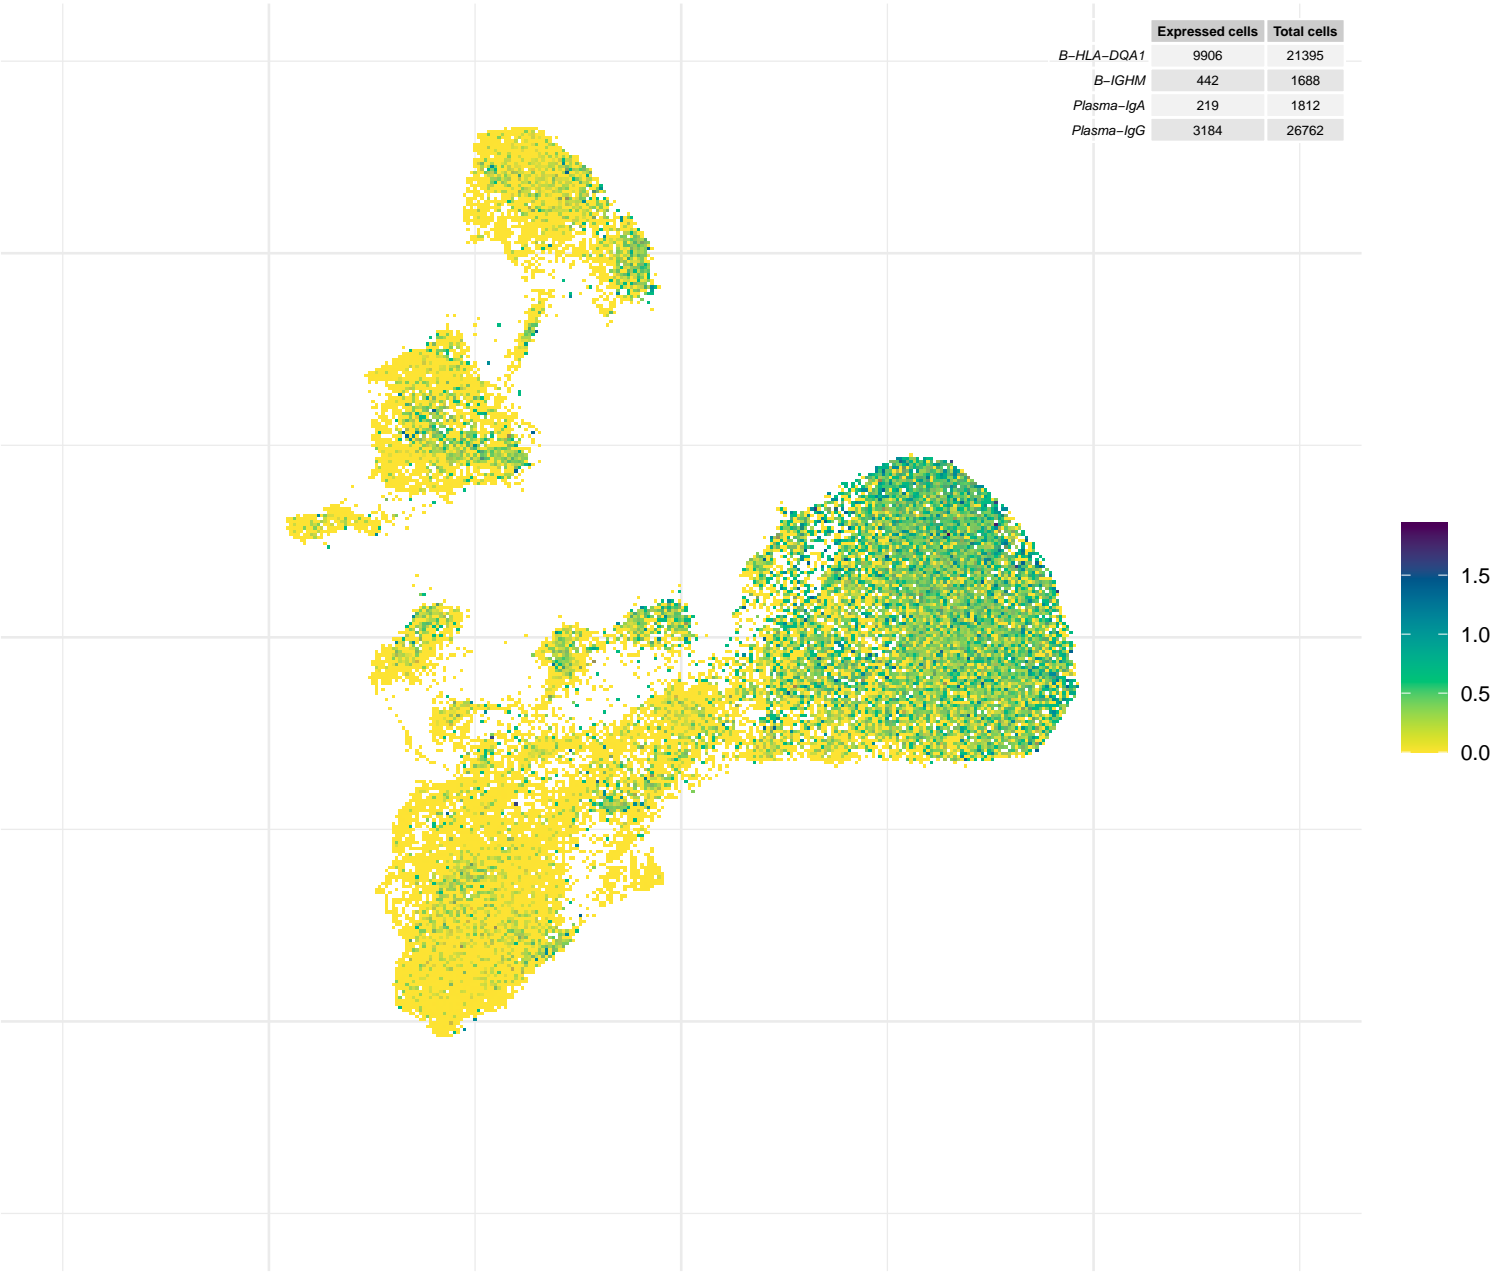 Expressed cells Total cells
B−HLA−DQA1 9906 21395
B−IGHM 442 1688
Plasma−IgA 219 1812
Plasma−IgG 3184 26762
1.5
1.0
0.5
0.0